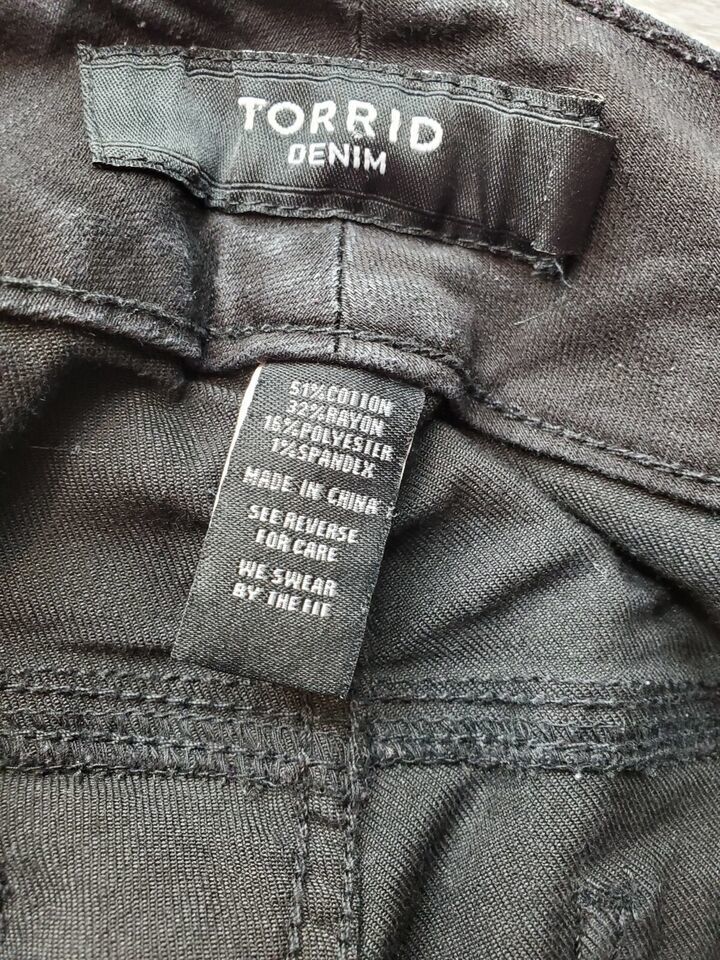 TORRID
DENIM
51%COTTON
32%RAYON
16%POLYESTER
1%SPANDEX
MADE IN CHINA
SEE REVERSE
FOR CARE
WE SWEAR
BY THE FIT